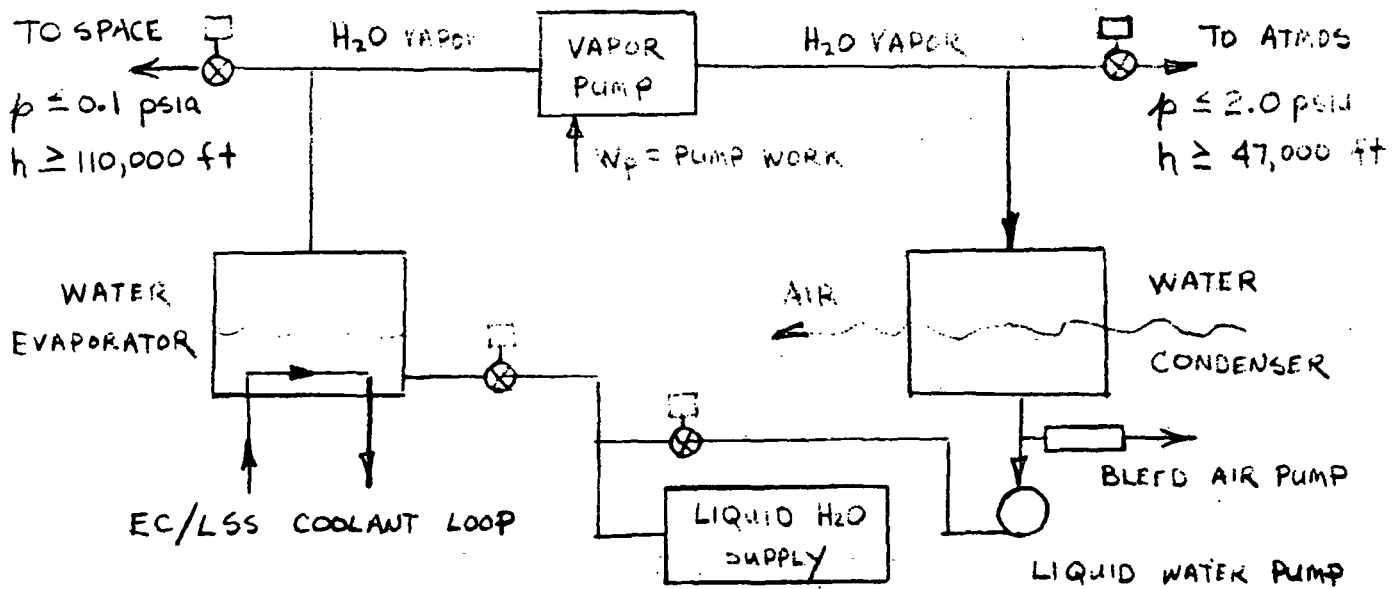 TO SPACE
H₂O VAPOR
VAPOR
PUMP
H₂O VAPOR
TO ATMOS
p ≤ 0.1 psia
h ≥ 110,000 ft
Wp = PUMP WORK
p ≤ 2.0 psia
h ≥ 47,000 ft
WATER
EVAPORATOR
AIR
WATER
CONDENSER
EC/LSS COOLANT LOOP
LIQUID H₂O
SUPPLY
BLEED AIR PUMP
LIQUID WATER PUMP